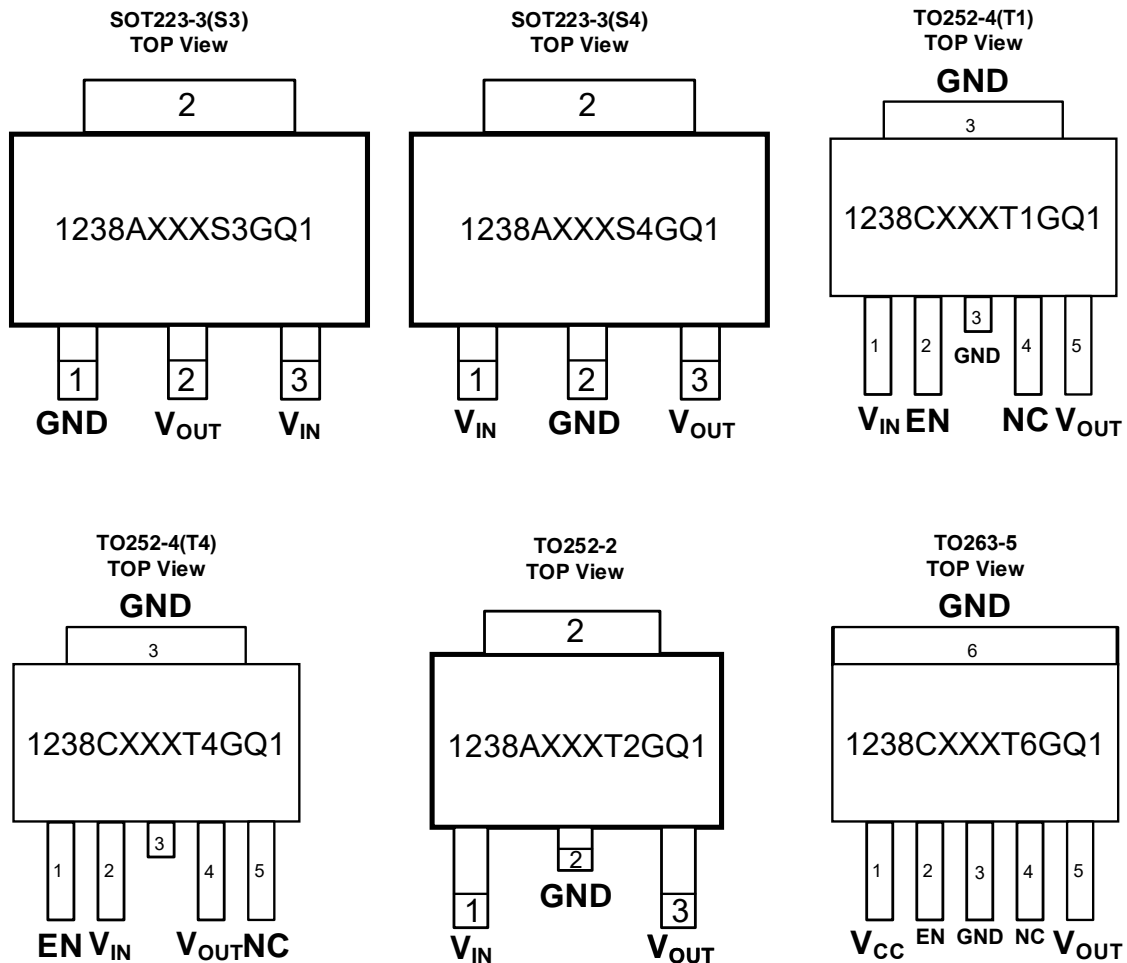 SOT223-3(S3)
TOP View
2
1238AXXXS3GQ1
1 2 3
GND VOUT VIN
SOT223-3(S4)
TOP View
2
1238AXXXS4GQ1
1 2 3
VIN GND VOUT
TO252-4(T1)
TOP View
GND
3
1238CXXXT1GQ1
1 2 3 4 5
GND
VIN EN NC VOUT
TO252-4(T4)
TOP View
GND
3
1238CXXXT4GQ1
1 2 3 4 5
EN VIN VOUT NC
TO252-2
TOP View
2
1238AXXXT2GQ1
2
GND
1 3
VIN VOUT
TO263-5
TOP View
GND
6
1238CXXXT6GQ1
1 2 3 4 5
VCC EN GND NC VOUT